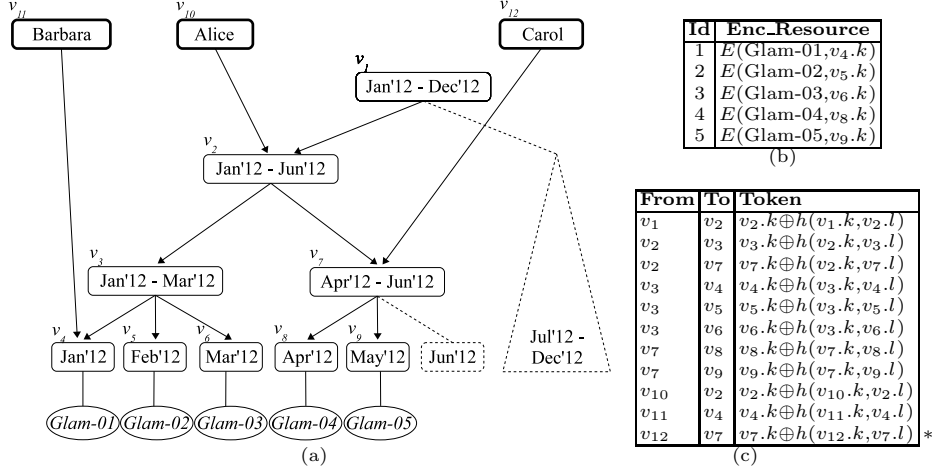 v11
v10
v12
Barbara
Alice
Carol
v1
Jan'12 - Dec'12
v2
Jan'12 - Jun'12
v3
v7
Jan'12 - Mar'12
Apr'12 - Jun'12
v4
v5
v6
v8
v9
Jan'12
Feb'12
Mar'12
Apr'12
May'12
Jun'12
Jul'12 -
Dec'12
Glam-01
Glam-02
Glam-03
Glam-04
Glam-05
(a)
Id Enc_Resource
1 E(Glam-01,v4.k)
2 E(Glam-02,v5.k)
3 E(Glam-03,v6.k)
4 E(Glam-04,v8.k)
5 E(Glam-05,v9.k)
(b)
From To Token
v1 v2 v2.k⊕h(v1.k,v2.l)
v2 v3 v3.k⊕h(v2.k,v3.l)
v2 v7 v7.k⊕h(v2.k,v7.l)
v3 v4 v4.k⊕h(v3.k,v4.l)
v3 v5 v5.k⊕h(v3.k,v5.l)
v3 v6 v6.k⊕h(v3.k,v6.l)
v7 v8 v8.k⊕h(v7.k,v8.l)
v7 v9 v9.k⊕h(v7.k,v9.l)
v10 v2 v2.k⊕h(v10.k,v2.l)
v11 v4 v4.k⊕h(v11.k,v4.l)
v12 v7 v7.k⊕h(v12.k,v7.l) *
(c)